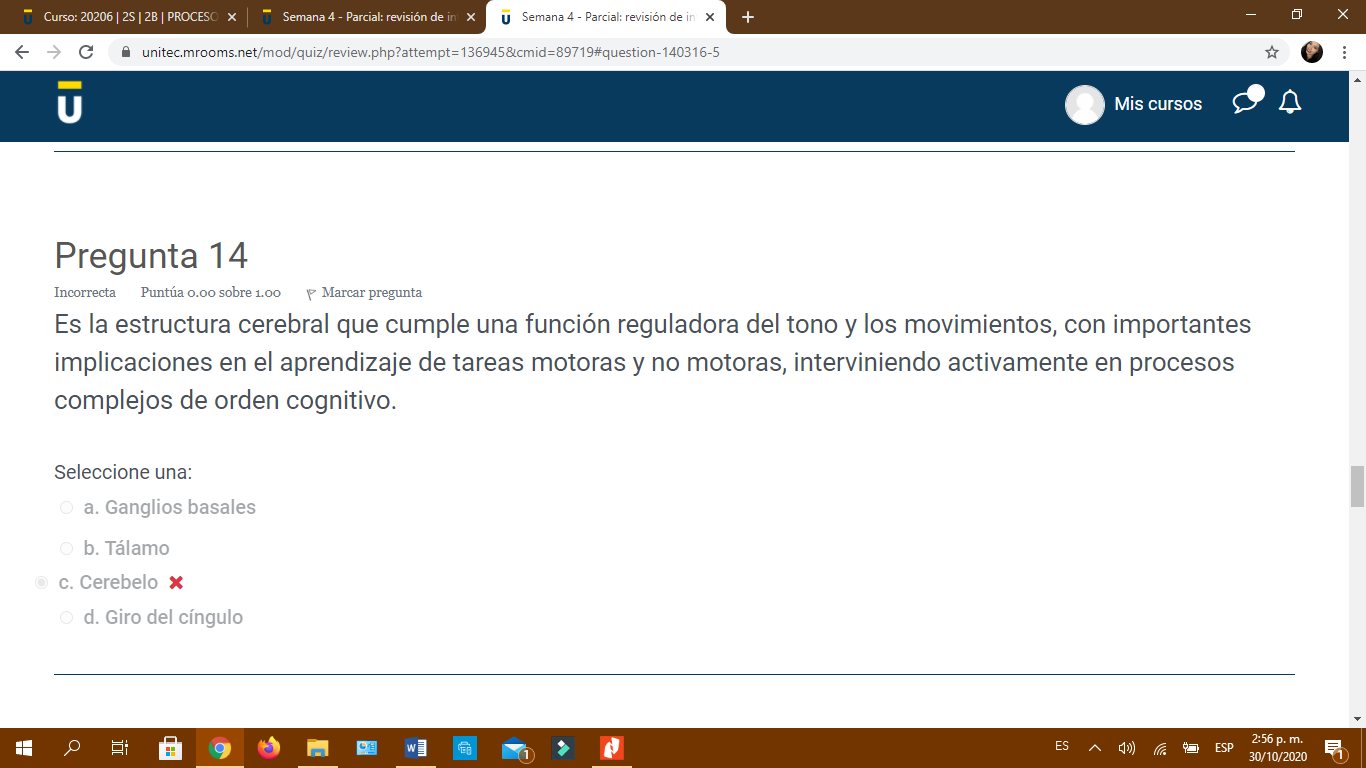 Curso: 20206 | 2S | 2B | PROCESO
Semana 4 - Parcial: revisión de in
Semana 4 - Parcial: revisión de in
unitec.mrooms.net/mod/quiz/review.php?attempt=136945&cmid=89719#question-140316-5
Mis cursos
Pregunta 14
Incorrecta Puntúa 0.00 sobre 1.00 Marcar pregunta
Es la estructura cerebral que cumple una función reguladora del tono y los movimientos, con importantes
implicaciones en el aprendizaje de tareas motoras y no motoras, interviniendo activamente en procesos
complejos de orden cognitivo.
Seleccione una:
a. Ganglios basales
b. Tálamo
c. Cerebelo
d. Giro del cíngulo
1
ES
ESP
2:56 p. m.
30/10/2020
1